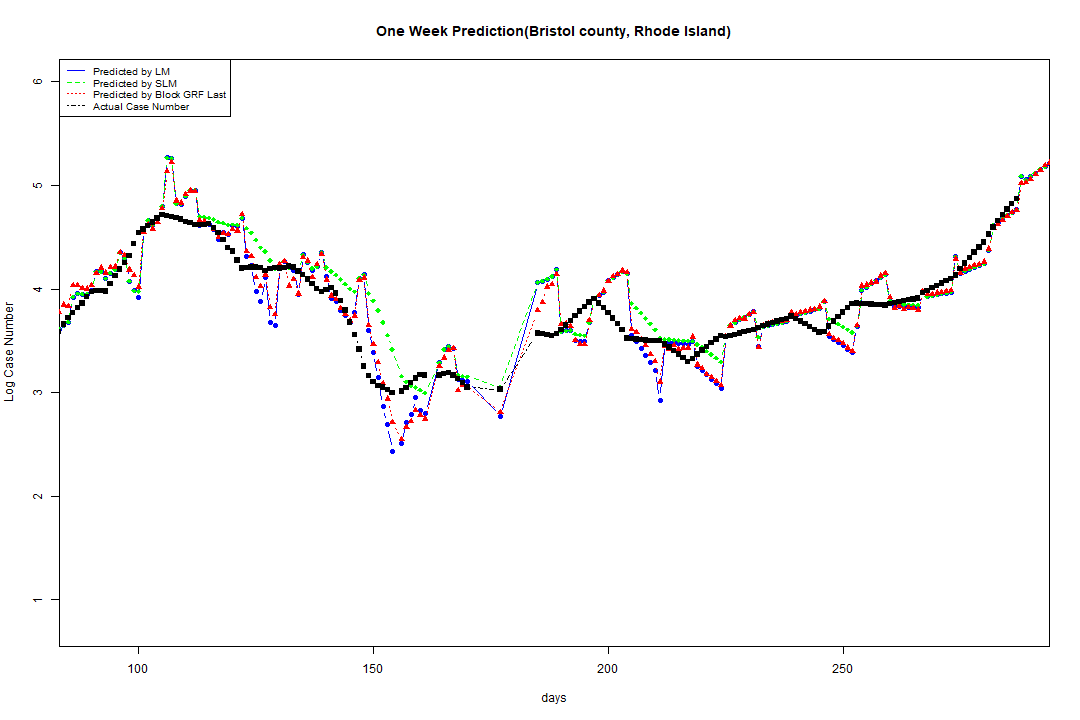 One Week Prediction(Bristol county, Rhode Island)
Predicted by LM
Predicted by SLM
Predicted by Block GRF Last
Actual Case Number
6
5
4
3
2
1
Log Case Number
100
150
200
250
days